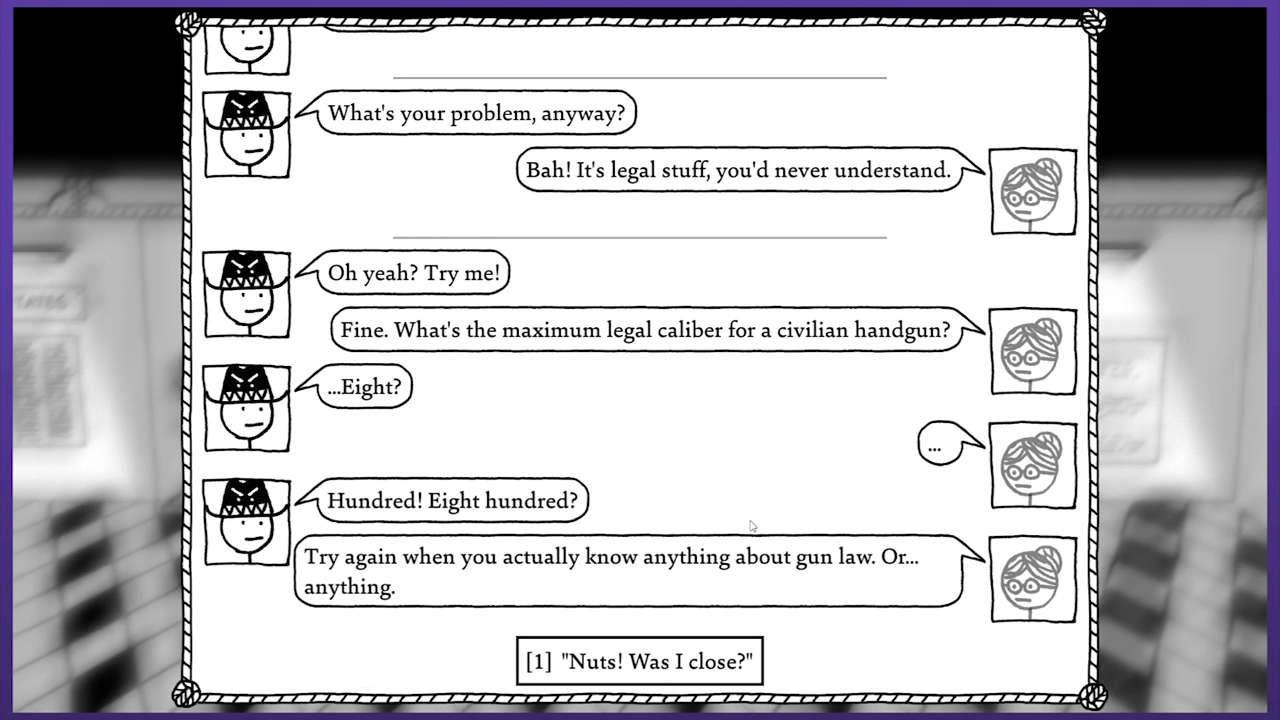 What's your problem, anyway?
Bah! It's legal stuff, you'd never understand.
Oh yeah? Try me!
Fine. What's the maximum legal caliber for a civilian handgun?
...Eight?
...
Hundred! Eight hundred?
Try again when you actually know anything about gun law. Or...
anything.
[1] "Nuts! Was I close?"